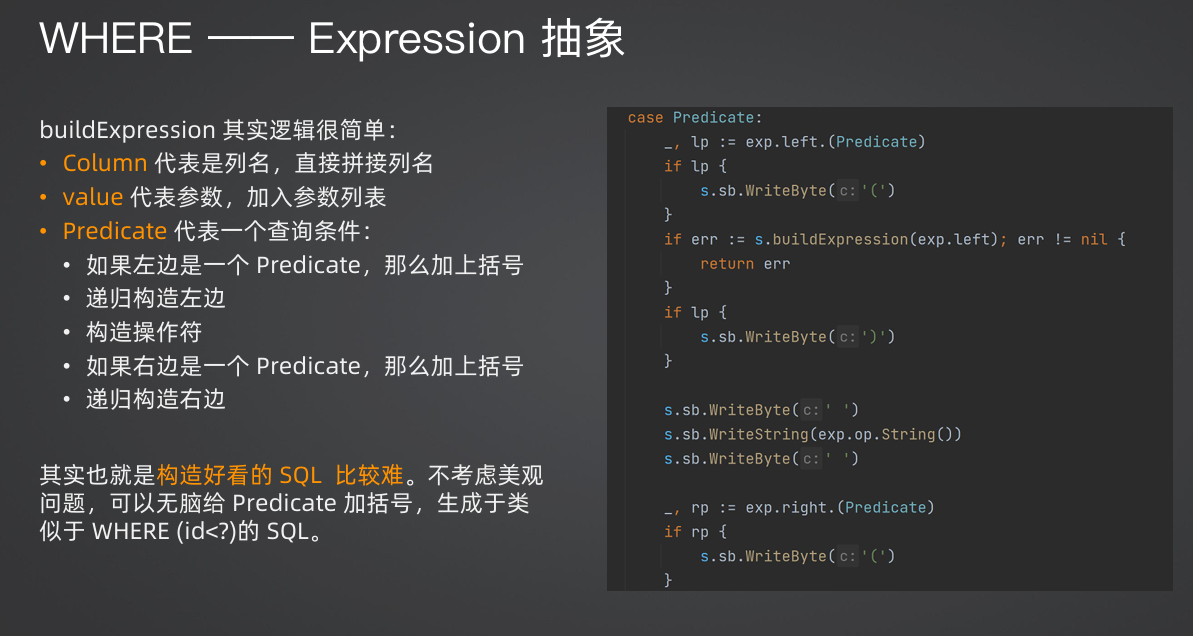 WHERE —— Expression 抽象
buildExpression 其实逻辑很简单：
• Column 代表是列名，直接拼接列名
• value 代表参数，加入参数列表
• Predicate 代表一个查询条件：
• 如果左边是一个 Predicate，那么加上括号
• 递归构造左边
• 构造操作符
• 如果右边是一个 Predicate，那么加上括号
• 递归构造右边
其实也就是构造好看的 SQL 比较难。不考虑美观
问题，可以无脑给 Predicate 加括号，生成于类
似于 WHERE (id<?)的 SQL。
case Predicate:
_, lp := exp.left.(Predicate)
if lp {
s.sb.WriteByte( c: '(')
}
if err := s.buildExpression(exp.left); err != nil {
return err
}
if lp {
s.sb.WriteByte( c: ')')
}
s.sb.WriteByte( c: ' ')
s.sb.WriteString(exp.op.String())
s.sb.WriteByte( c: ' ')
_, rp := exp.right.(Predicate)
if rp {
s.sb.WriteByte( c: '(')
}